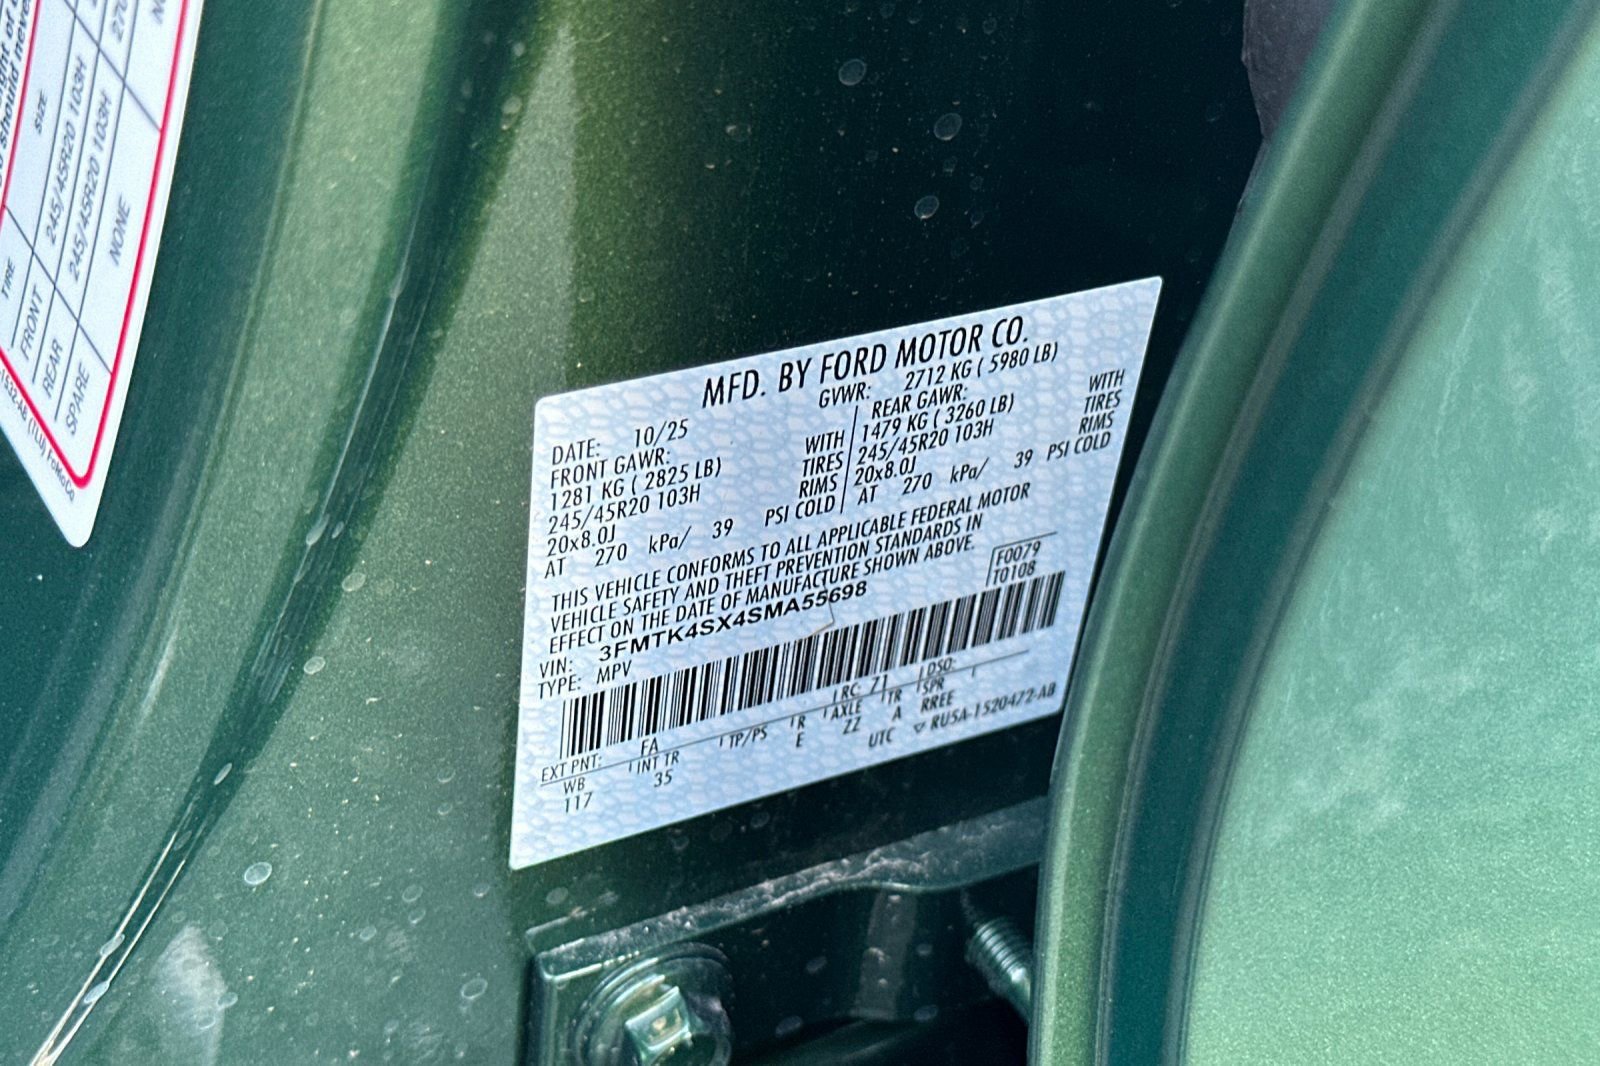 SIZE
TIRE
FRONT 245/45R20 103H
REAR 245/45R20 103H
SPARE NONE
MFD. BY FORD MOTOR CO.
DATE: 10/25 GVWR: 2712 KG ( 5980 LB)
FRONT GAWR: REAR GAWR:
1281 KG ( 2825 LB) WITH 1479 KG ( 3260 LB) WITH
245/45R20 103H TIRES 245/45R20 103H TIRES
20x8.0J RIMS 20x8.0J RIMS
AT 270 kPa/ 39 PSI COLD AT 270 kPa/ 39 PSI COLD
THIS VEHICLE CONFORMS TO ALL APPLICABLE FEDERAL MOTOR
VEHICLE SAFETY AND THEFT PREVENTION STANDARDS IN
EFFECT ON THE DATE OF MANUFACTURE SHOWN ABOVE.
VIN: 3FMTK4SX4SMA55698 F0079
TYPE: MPV T0108
EXT PNT: FA RC: 71 DSO:
WB INT TR TP/PS R AXLE TR SPR
117 35 E ZZ A RREE
UTC ▽ RU5A-1520472-AB